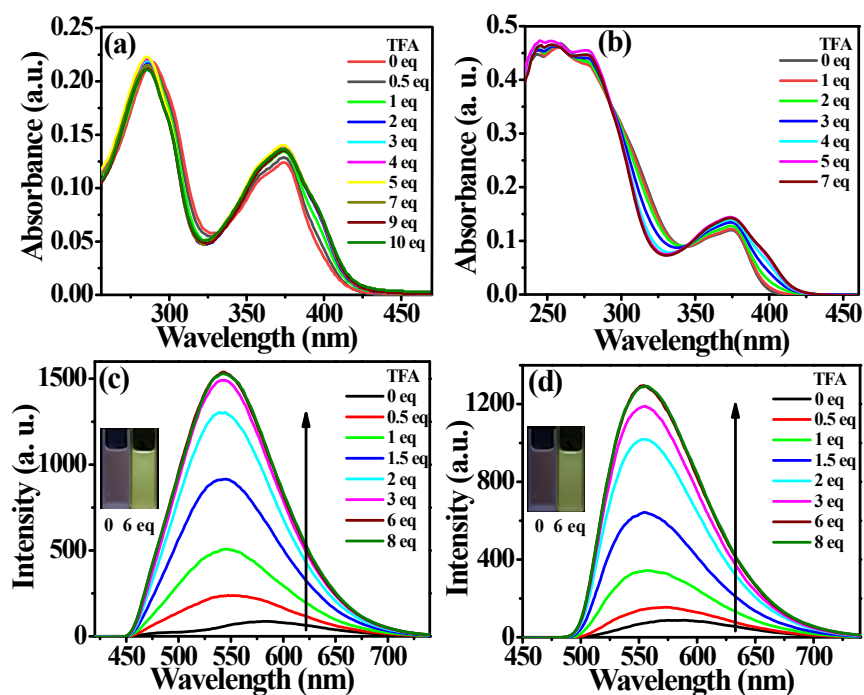 (a)
TFA
0 eq
0.5 eq
1 eq
2 eq
3 eq
4 eq
5 eq
7 eq
9 eq
10 eq
0.25
0.20
0.15
0.10
0.05
0.00
300 350 400 450
Absorbance (a.u.)
Wavelength (nm)
(b)
TFA
0 eq
1 eq
2 eq
3 eq
4 eq
5 eq
7 eq
0.5
0.4
0.3
0.2
0.1
0.0
250 300 350 400 450
Absorbance (a. u.)
Wavelength(nm)
(c)
TFA
0 eq
0.5 eq
1 eq
1.5 eq
2 eq
3 eq
6 eq
8 eq
0 6 eq
1500
1000
500
0
450 500 550 600 650 700
Intensity (a. u.)
Wavelength (nm)
(d)
TFA
0 eq
0.5 eq
1 eq
1.5 eq
2 eq
3 eq
6 eq
8 eq
0 6 eq
1200
800
400
0
450 500 550 600 650 700
Intensity (a.u.)
Wavelength (nm)